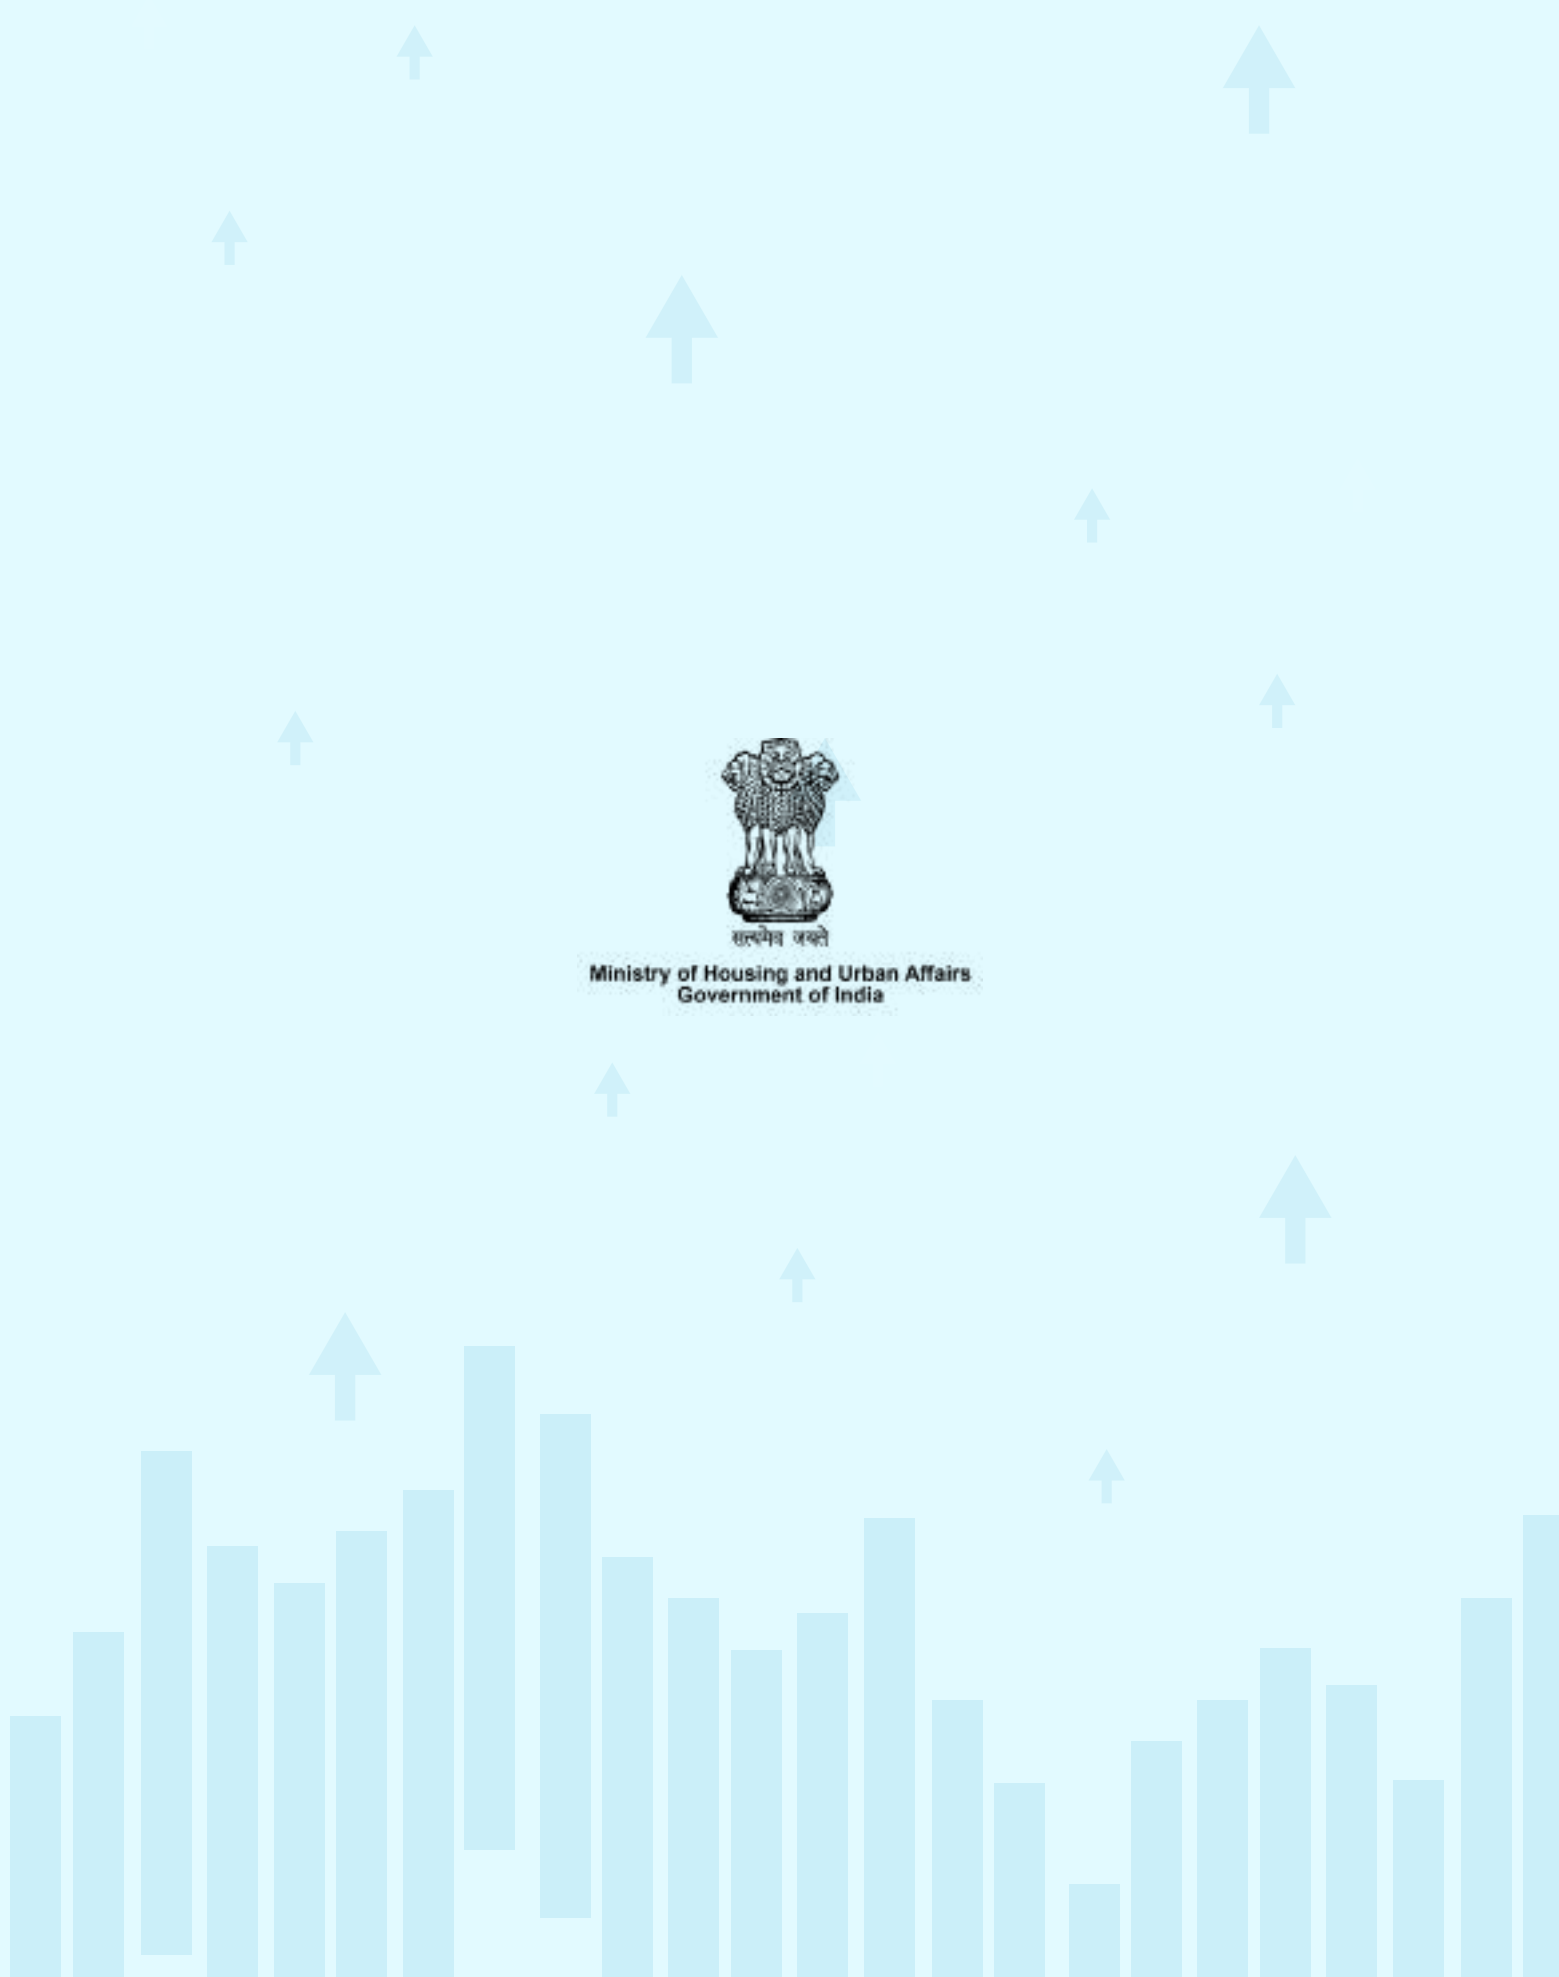 सत्यमेव जयते
Ministry of Housing and Urban Affairs
Government of India